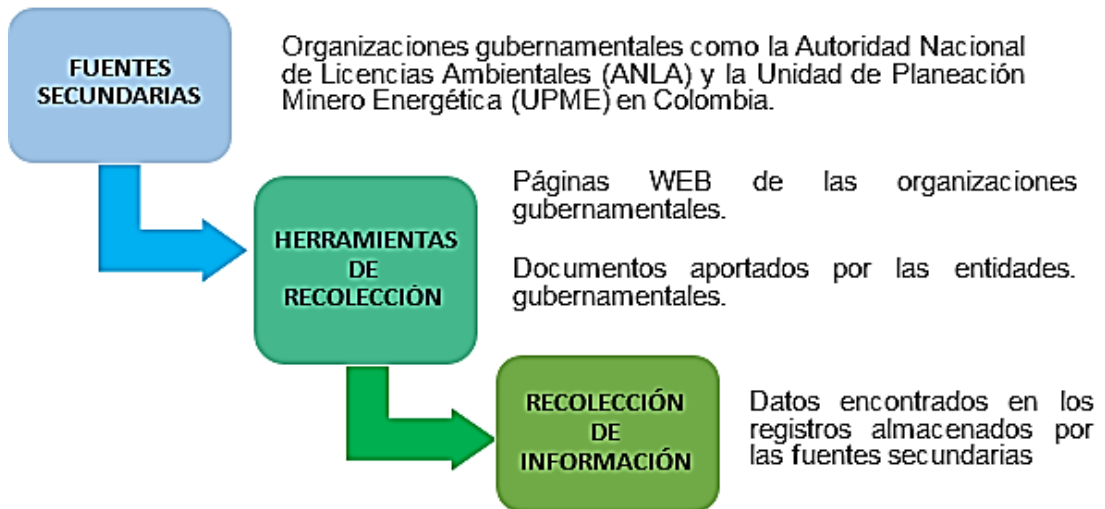 FUENTES
SECUNDARIAS
Organizaciones gubernamentales como la Autoridad Nacional
de Licencias Ambientales (ANLA) y la Unidad de Planeación
Minero Energética (UPME) en Colombia.
HERRAMIENTAS
DE
RECOLECCIÓN
Páginas WEB de las organizaciones
gubernamentales.
Documentos aportados por las entidades.
gubernamentales.
RECOLECCIÓN
DE
INFORMACIÓN
Datos encontrados en los
registros almacenados por
las fuentes secundarias